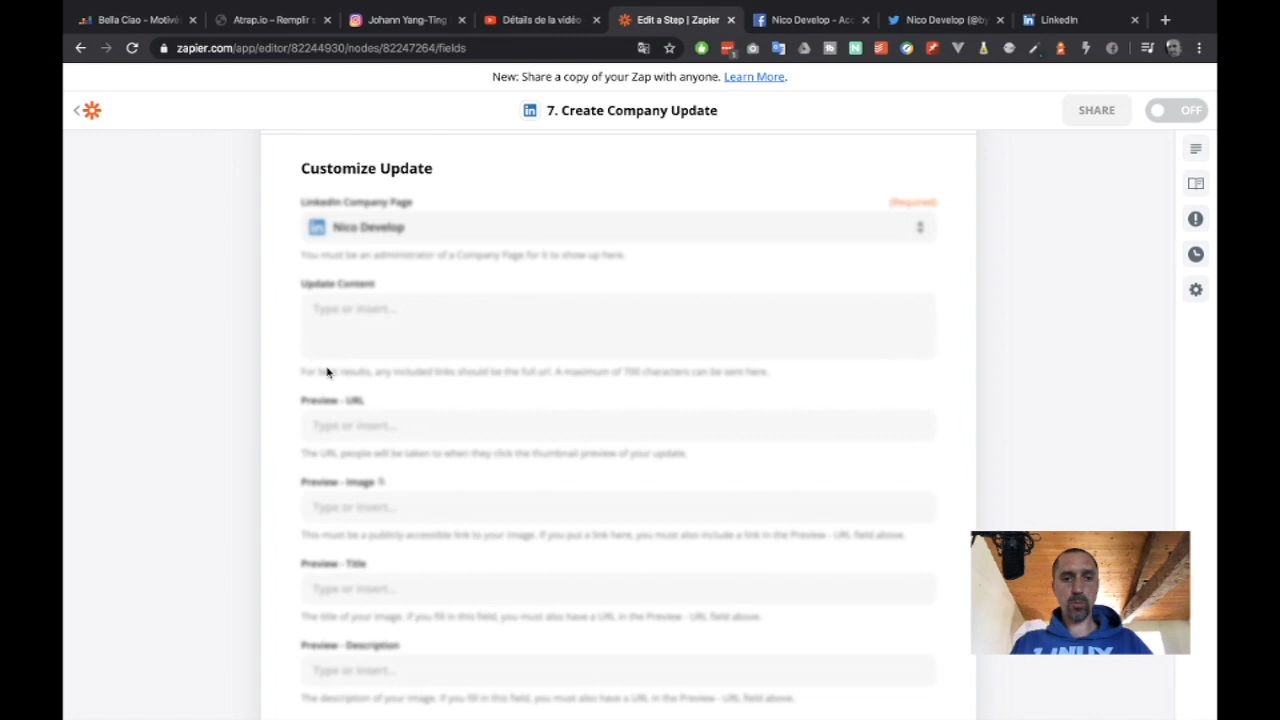 Bella Ciao - Motivé
Atrap.io – Remplir s
Johann Yang-Ting
Détails de la vidéo
Edit a Step | Zapier
Nico Develop - Acc
Nico Develop (@by
LinkedIn
zapier.com/app/editor/82244930/nodes/82247264/fields
New: Share a copy of your Zap with anyone. Learn More.
7. Create Company Update
SHARE
OFF
Customize Update
LinkedIn Company Page
(Required)
Nico Develop
You must be an administrator of a Company Page for it to show up here.
Update Content
Type or insert...
For best results, any included links should be the full url. A maximum of 700 characters can be sent here.
Preview - URL
Type or insert...
The URL people will be taken to when they click the thumbnail preview of your update.
Preview - Image
Type or insert...
This must be a publicly accessible link to your image. If you put a link here, you must also include a link in the Preview - URL field above.
Preview - Title
Type or insert...
The title of your image. If you fill in this field, you must also have a URL in the Preview - URL field above.
Preview - Description
Type or insert...
The description of your image. If you fill in this field, you must also have a URL in the Preview - URL field above.
LINUX